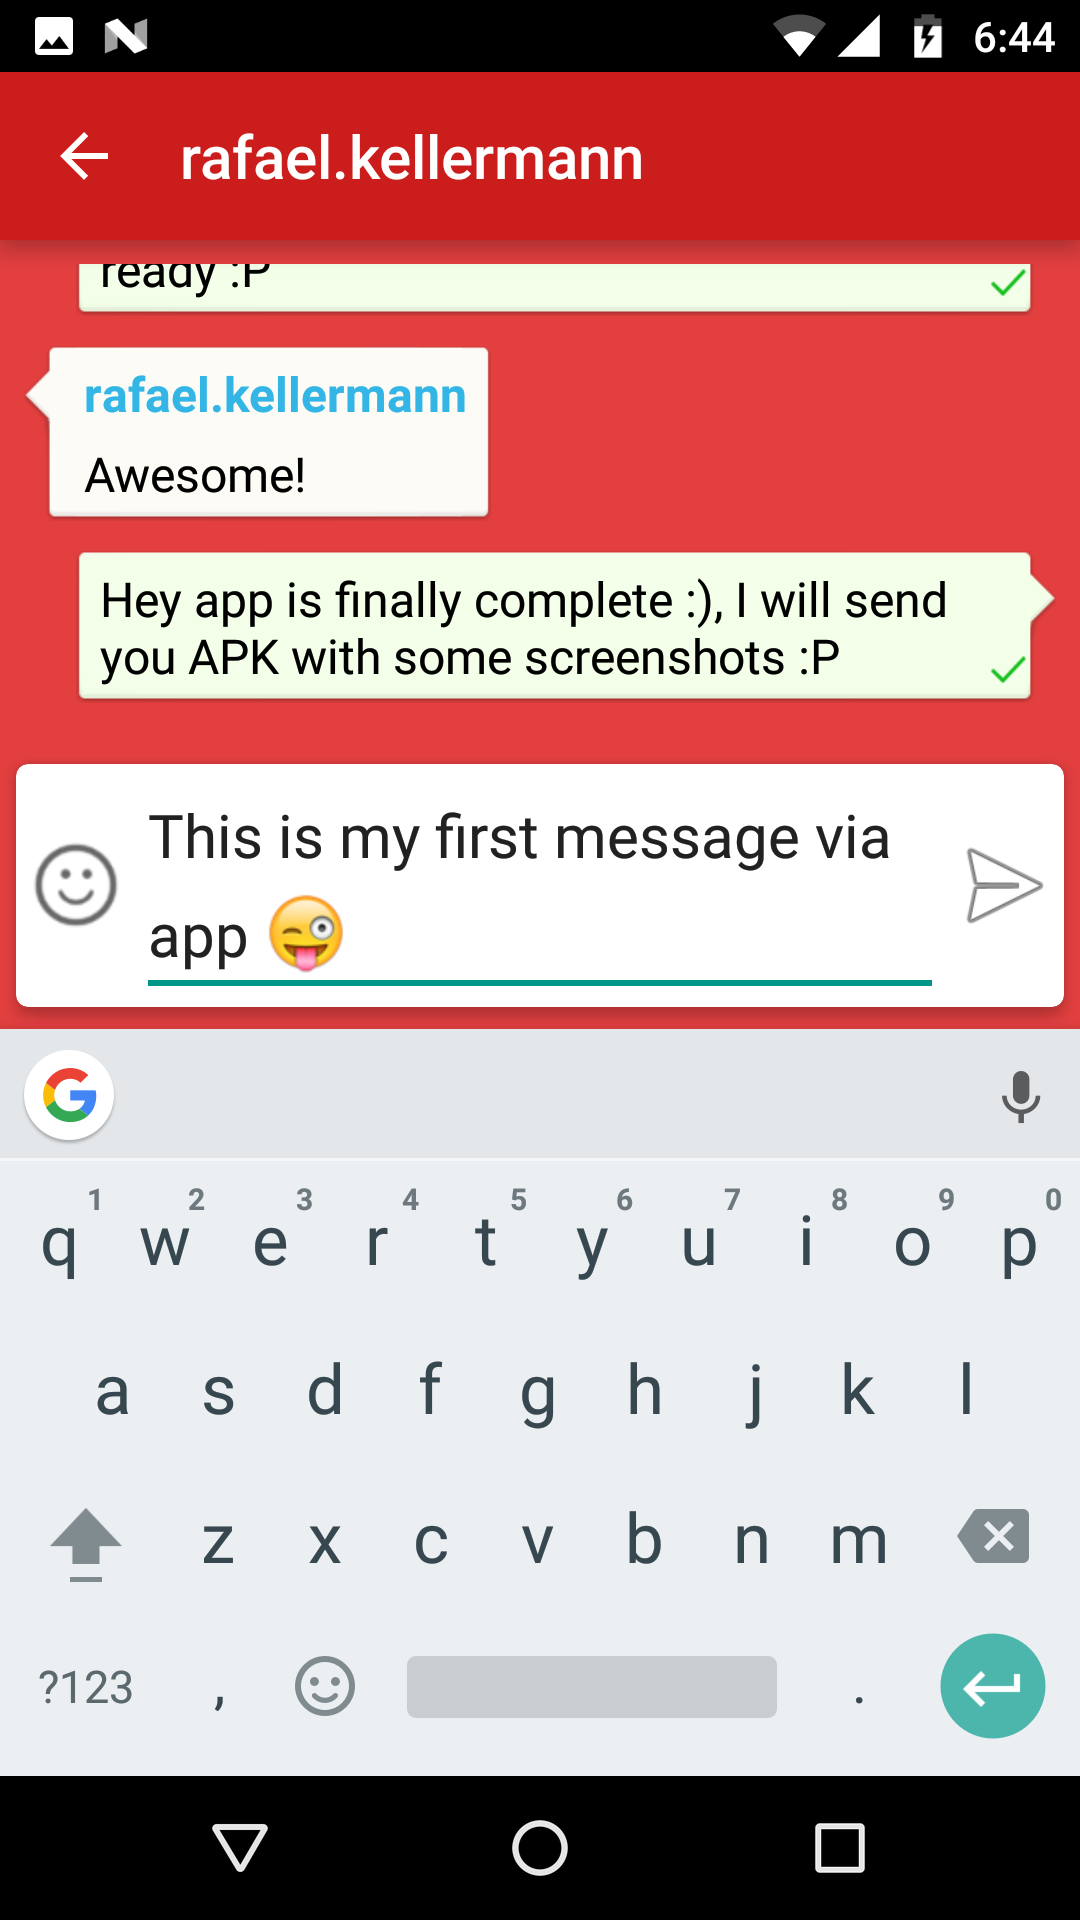 6:44
rafael.kellermann
ready :P
rafael.kellermann
Awesome!
Hey app is finally complete :), I will send
you APK with some screenshots :P
This is my first message via
app 😜
1 2 3 4 5 6 7 8 9 0
q w e r t y u i o p
a s d f g h j k l
z x c v b n m
?123 , .